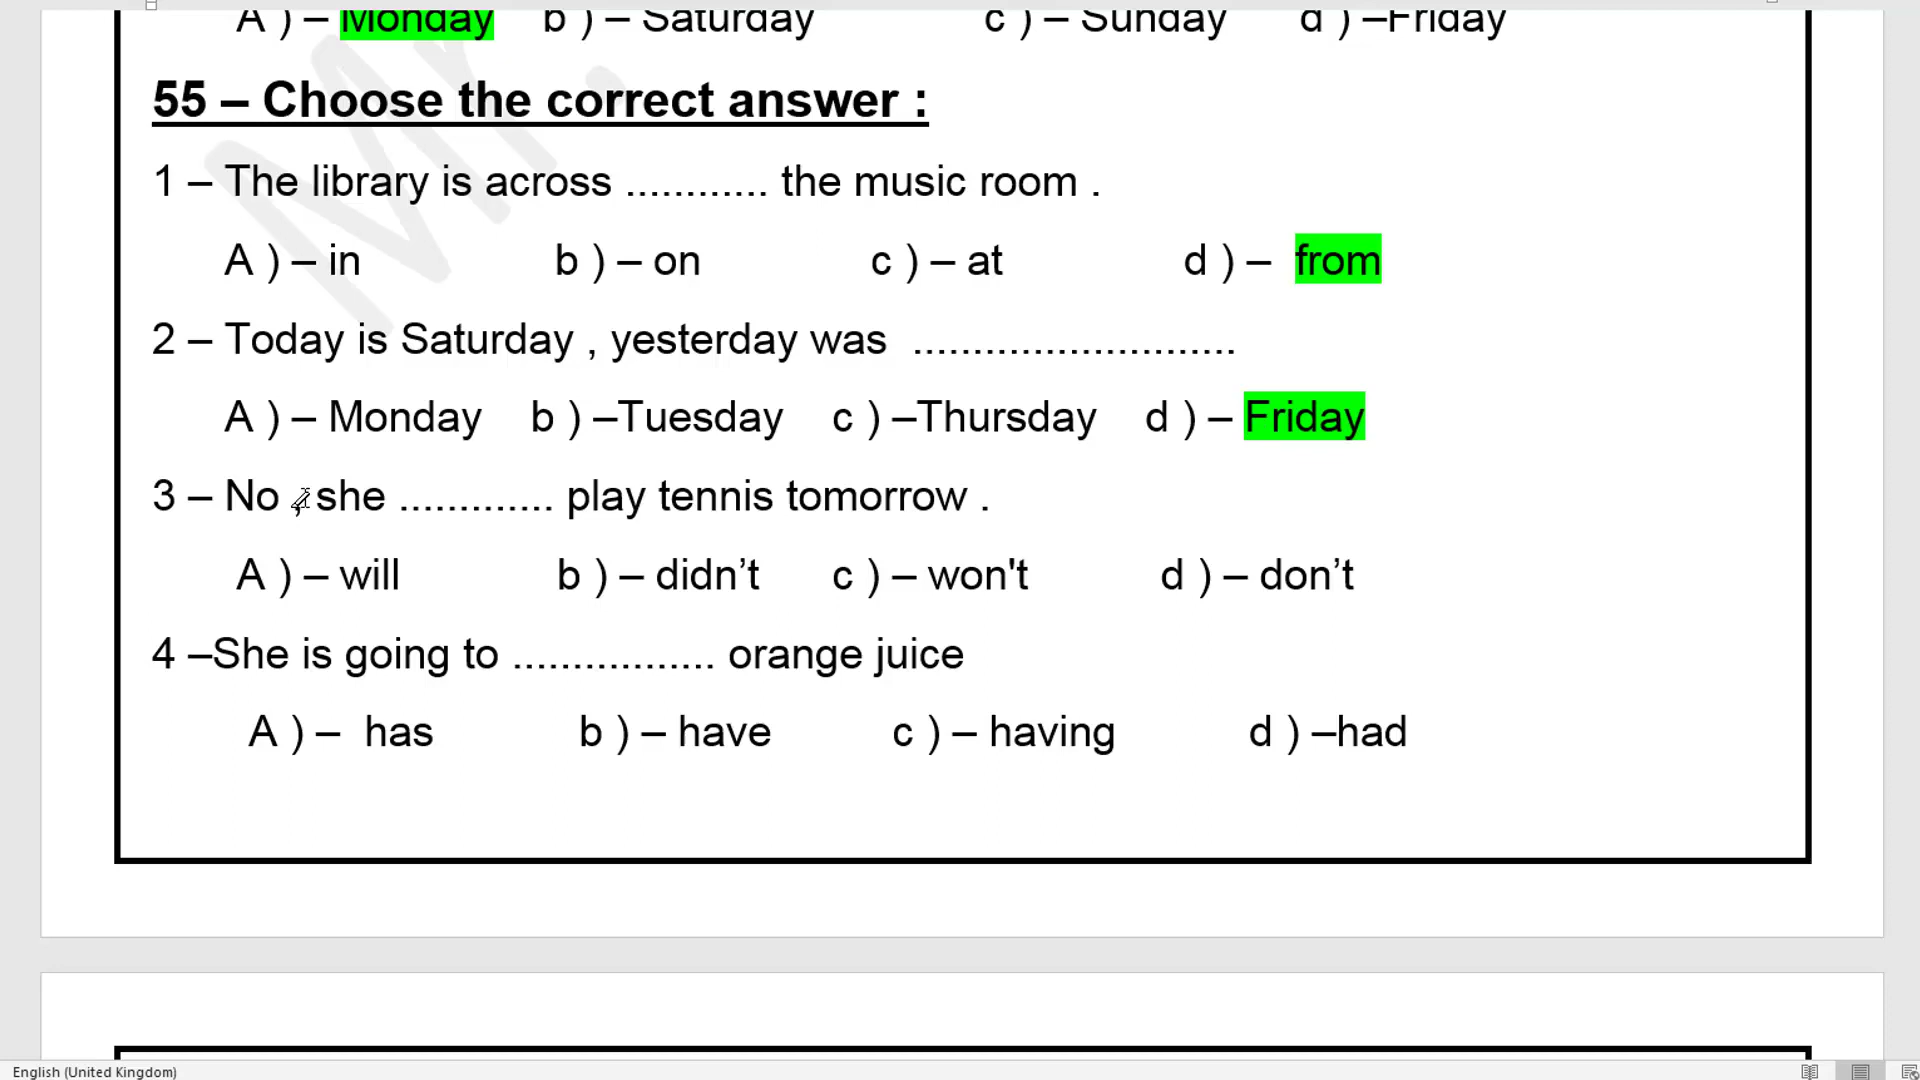 A ) – Monday b ) – Saturday c ) – Sunday d ) –Friday
55 – Choose the correct answer :
1 – The library is across ............ the music room .
A ) – in b ) – on c ) – at d ) – from
2 – Today is Saturday , yesterday was ...........................
A ) – Monday b ) –Tuesday c ) –Thursday d ) – Friday
3 – No , she ............. play tennis tomorrow .
A ) – will b ) – didn’t c ) – won't d ) – don’t
4 –She is going to ................. orange juice
A ) – has b ) – have c ) – having d ) –had
Mr.
English (United Kingdom)